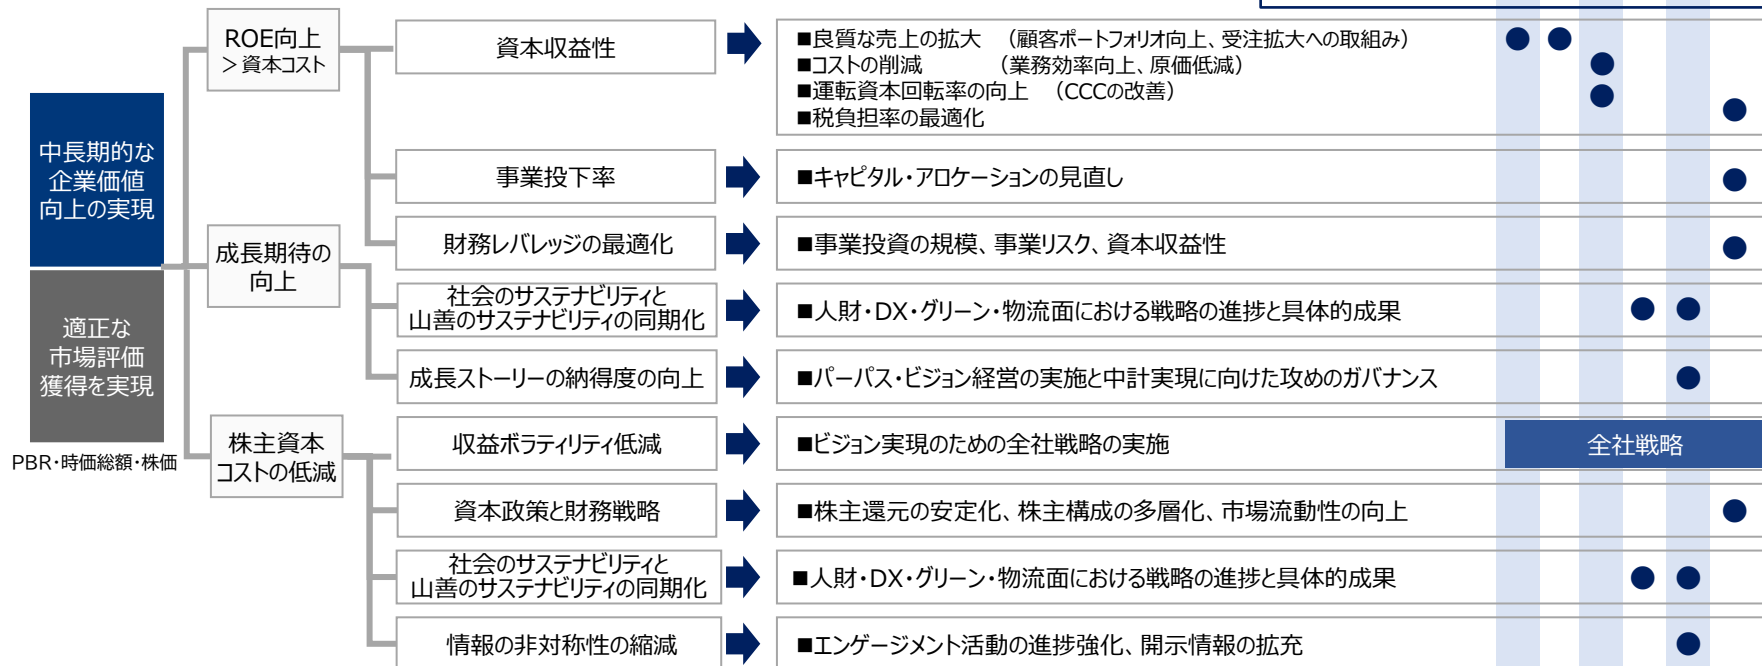 中長期的な
企業価値
向上の実現
適正な
市場評価
獲得を実現
PBR・時価総額・株価
ROE向上
＞資本コスト
資本収益性
■良質な売上の拡大 （顧客ポートフォリオ向上、受注拡大への取組み）
■コストの削減 （業務効率向上、原価低減）
■運転資本回転率の向上 （CCCの改善）
■税負担率の最適化
事業投下率
■キャピタル・アロケーションの見直し
財務レバレッジの最適化
■事業投資の規模、事業リスク、資本収益性
成長期待の
向上
社会のサステナビリティと
山善のサステナビリティの同期化
■人財・DX・グリーン・物流面における戦略の進捗と具体的成果
成長ストーリーの納得度の向上
■パーパス・ビジョン経営の実施と中計実現に向けた攻めのガバナンス
株主資本
コストの低減
収益ボラティリティ低減
■ビジョン実現のための全社戦略の実施
全社戦略
資本政策と財務戦略
■株主還元の安定化、株主構成の多層化、市場流動性の向上
社会のサステナビリティと
山善のサステナビリティの同期化
■人財・DX・グリーン・物流面における戦略の進捗と具体的成果
情報の非対称性の縮減
■エンゲージメント活動の進捗強化、開示情報の拡充